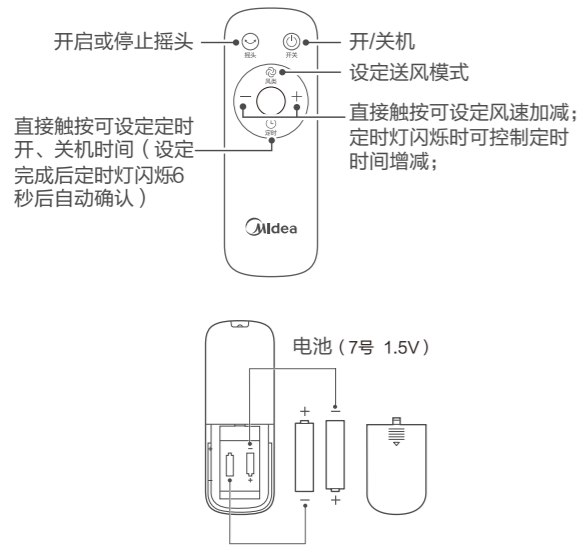 开启或停止摇头
开/关机
摇头
开关
设定送风模式
风类
− +
直接触按可设定风速加减；
定时灯闪烁时可控制定时
时间增减；
直接触按可设定定时
开、关机时间（设定
完成后定时灯闪烁6
秒后自动确认）
定时
Midea
电池（7号 1.5V）
+ −
− +
− +